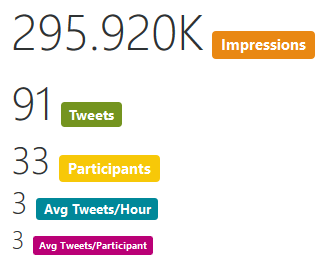 295.920K Impressions
91 Tweets
33 Participants
3 Avg Tweets/Hour
3 Avg Tweets/Participant